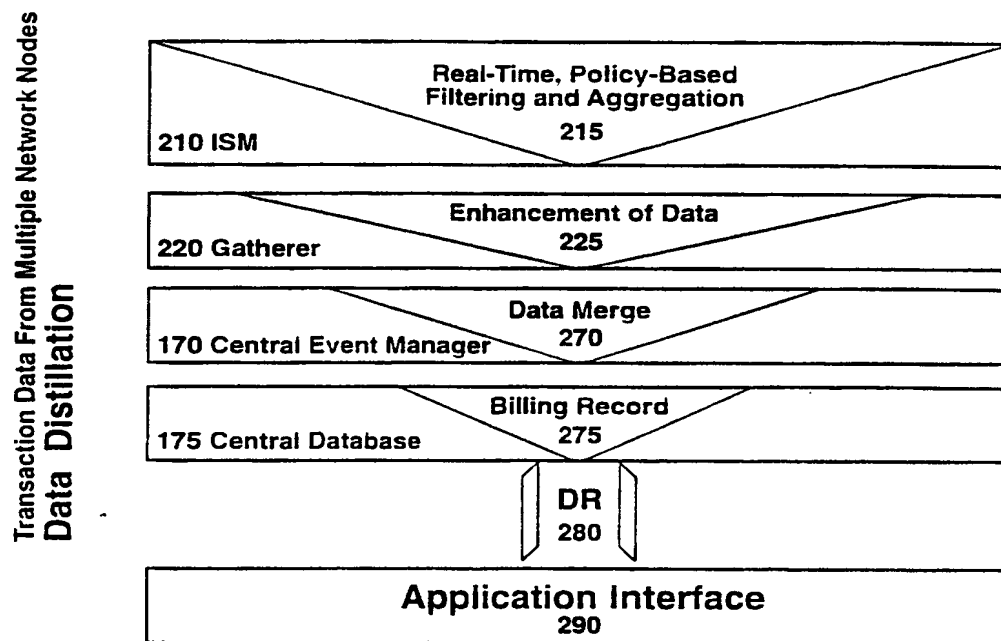 Transaction Data From Multiple Network Nodes
Data Distillation
Real-Time, Policy-Based
Filtering and Aggregation
215
210 ISM
Enhancement of Data
225
220 Gatherer
Data Merge
270
170 Central Event Manager
Billing Record
275
175 Central Database
DR
280
Application Interface
290